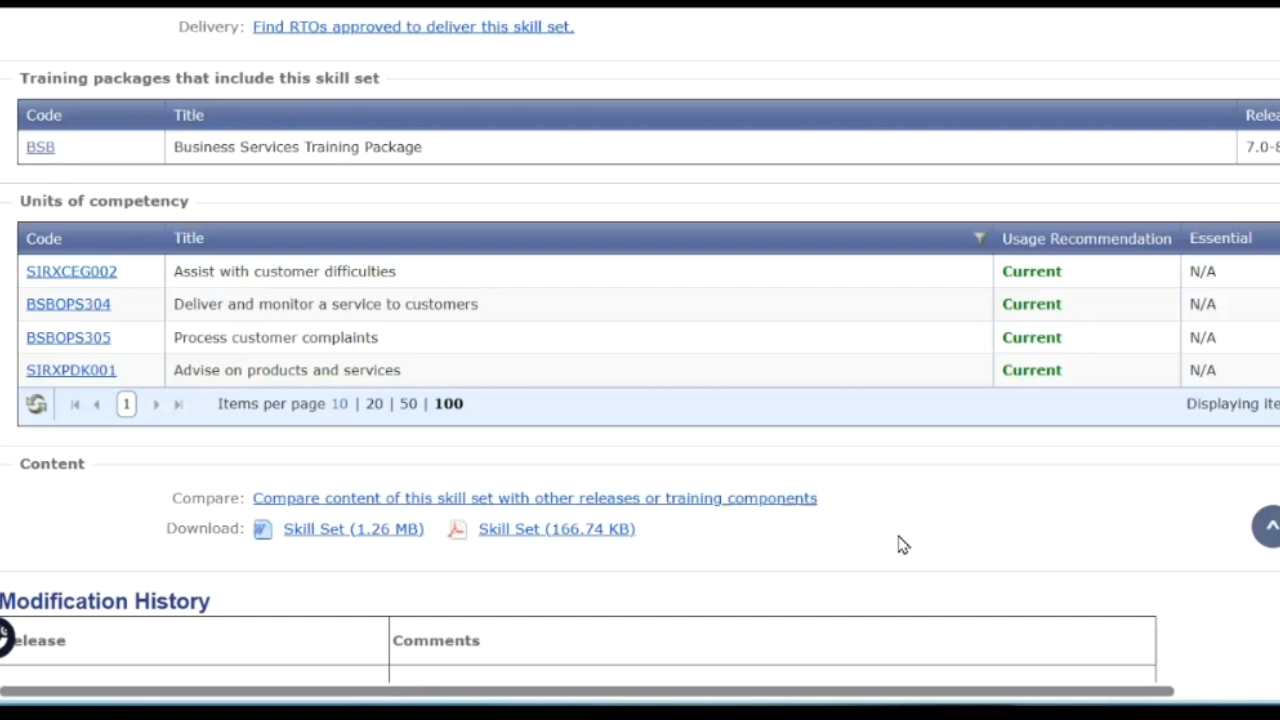 Delivery: Find RTOs approved to deliver this skill set.
Training packages that include this skill set
Code Title
BSB Business Services Training Package
Units of competency
Code Title Usage Recommendation Essential
SIRXCEG002 Assist with customer difficulties Current N/A
BSBOPS304 Deliver and monitor a service to customers Current N/A
BSBOPS305 Process customer complaints Current N/A
SIRXPDK001 Advise on products and services Current N/A
1 Items per page 10 | 20 | 50 | 100 Displaying
Content
Compare: Compare content of this skill set with other releases or training components
Download: Skill Set (1.26 MB) Skill Set (166.74 KB)
Modification History
elease Comments